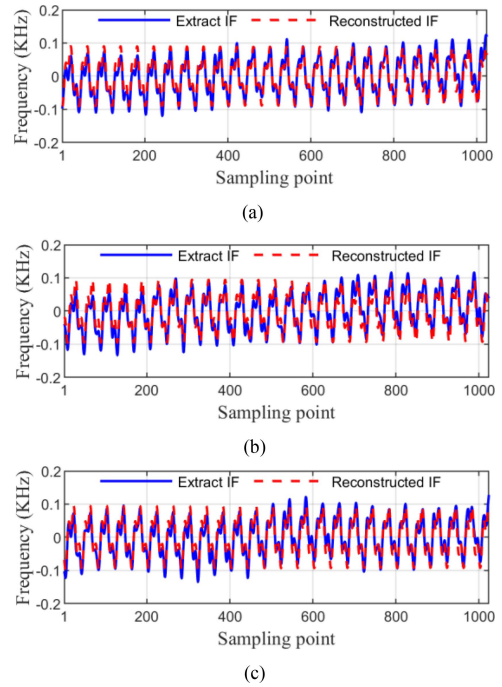 Extract IF Reconstructed IF
Frequency (KHz)
0.2
0.1
0
-0.1
-0.2
1 200 400 600 800 1000
Sampling point
(a)
Extract IF Reconstructed IF
Frequency (KHz)
0.2
0.1
0
-0.1
-0.2
1 200 400 600 800 1000
Sampling point
(b)
Extract IF Reconstructed IF
Frequency (KHz)
0.2
0.1
0
-0.1
-0.2
1 200 400 600 800 1000
Sampling point
(c)